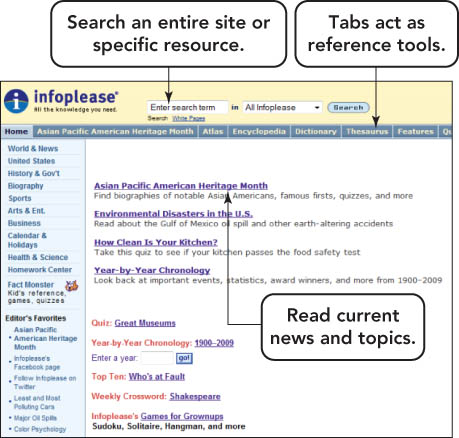 Search an entire site or
specific resource.
Tabs act as
reference tools.
infoplease®
All the knowledge you need.
Enter search term in All Infoplease Search
Search White Pages
Home Asian Pacific American Heritage Month Atlas Encyclopedia Dictionary Thesaurus Features
World & News
United States
History & Gov't
Biography
Sports
Arts & Ent.
Business
Calendar &
Holidays
Health & Science
Homework Center
Fact Monster
Kid's reference,
games, quizzes
Editor's Favorites
Asian Pacific
American Heritage
Month
Infoplease's
Facebook page
Follow Infoplease on
Twitter
Least and Most
Polluting Cars
Major Oil Spills
Color Psychology
Asian Pacific American Heritage Month
Find biographies of notable Asian Americans, famous firsts, quizzes, and more
Environmental Disasters in the U.S.
Read about the Gulf of Mexico oil spill and other earth-altering accidents
How Clean Is Your Kitchen?
Take this quiz to see if your kitchen passes the food safety test
Year-by-Year Chronology
Look back at important events, statistics, award winners, and more from 1900–2009
Read current
news and topics.
Quiz: Great Museums
Year-by-Year Chronology: 1900–2009
Enter a year: go!
Top Ten: Who's at Fault
Weekly Crossword: Shakespeare
Infoplease's Games for Grownups
Sudoku, Solitaire, Hangman, and more